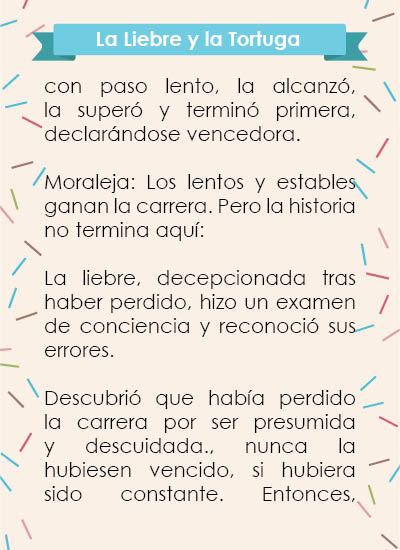 La Liebre y la Tortuga
con paso lento, la alcanzó,
la superó y terminó primera,
declarándose vencedora.
Moraleja: Los lentos y estables
ganan la carrera. Pero la historia
no termina aquí:
La liebre, decepcionada tras
haber perdido, hizo un examen
de conciencia y reconoció sus
errores.
Descubrió que había perdido
la carrera por ser presumida
y descuidada., nunca la
hubiesen vencido, si hubiera
sido constante. Entonces,